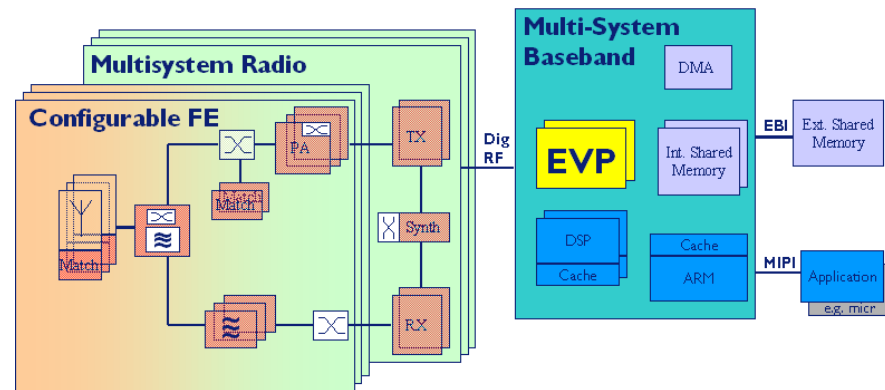 Multi-System
Baseband
Multisystem Radio
DMA
Configurable FE
PA
TX
Dig
RF
EVP
Int. Shared
Memory
EBI
Ext. Shared
Memory
Match
Match
Synth
DSP
Cache
Cache
ARM
MIPI
Application
e.g. micr
RX